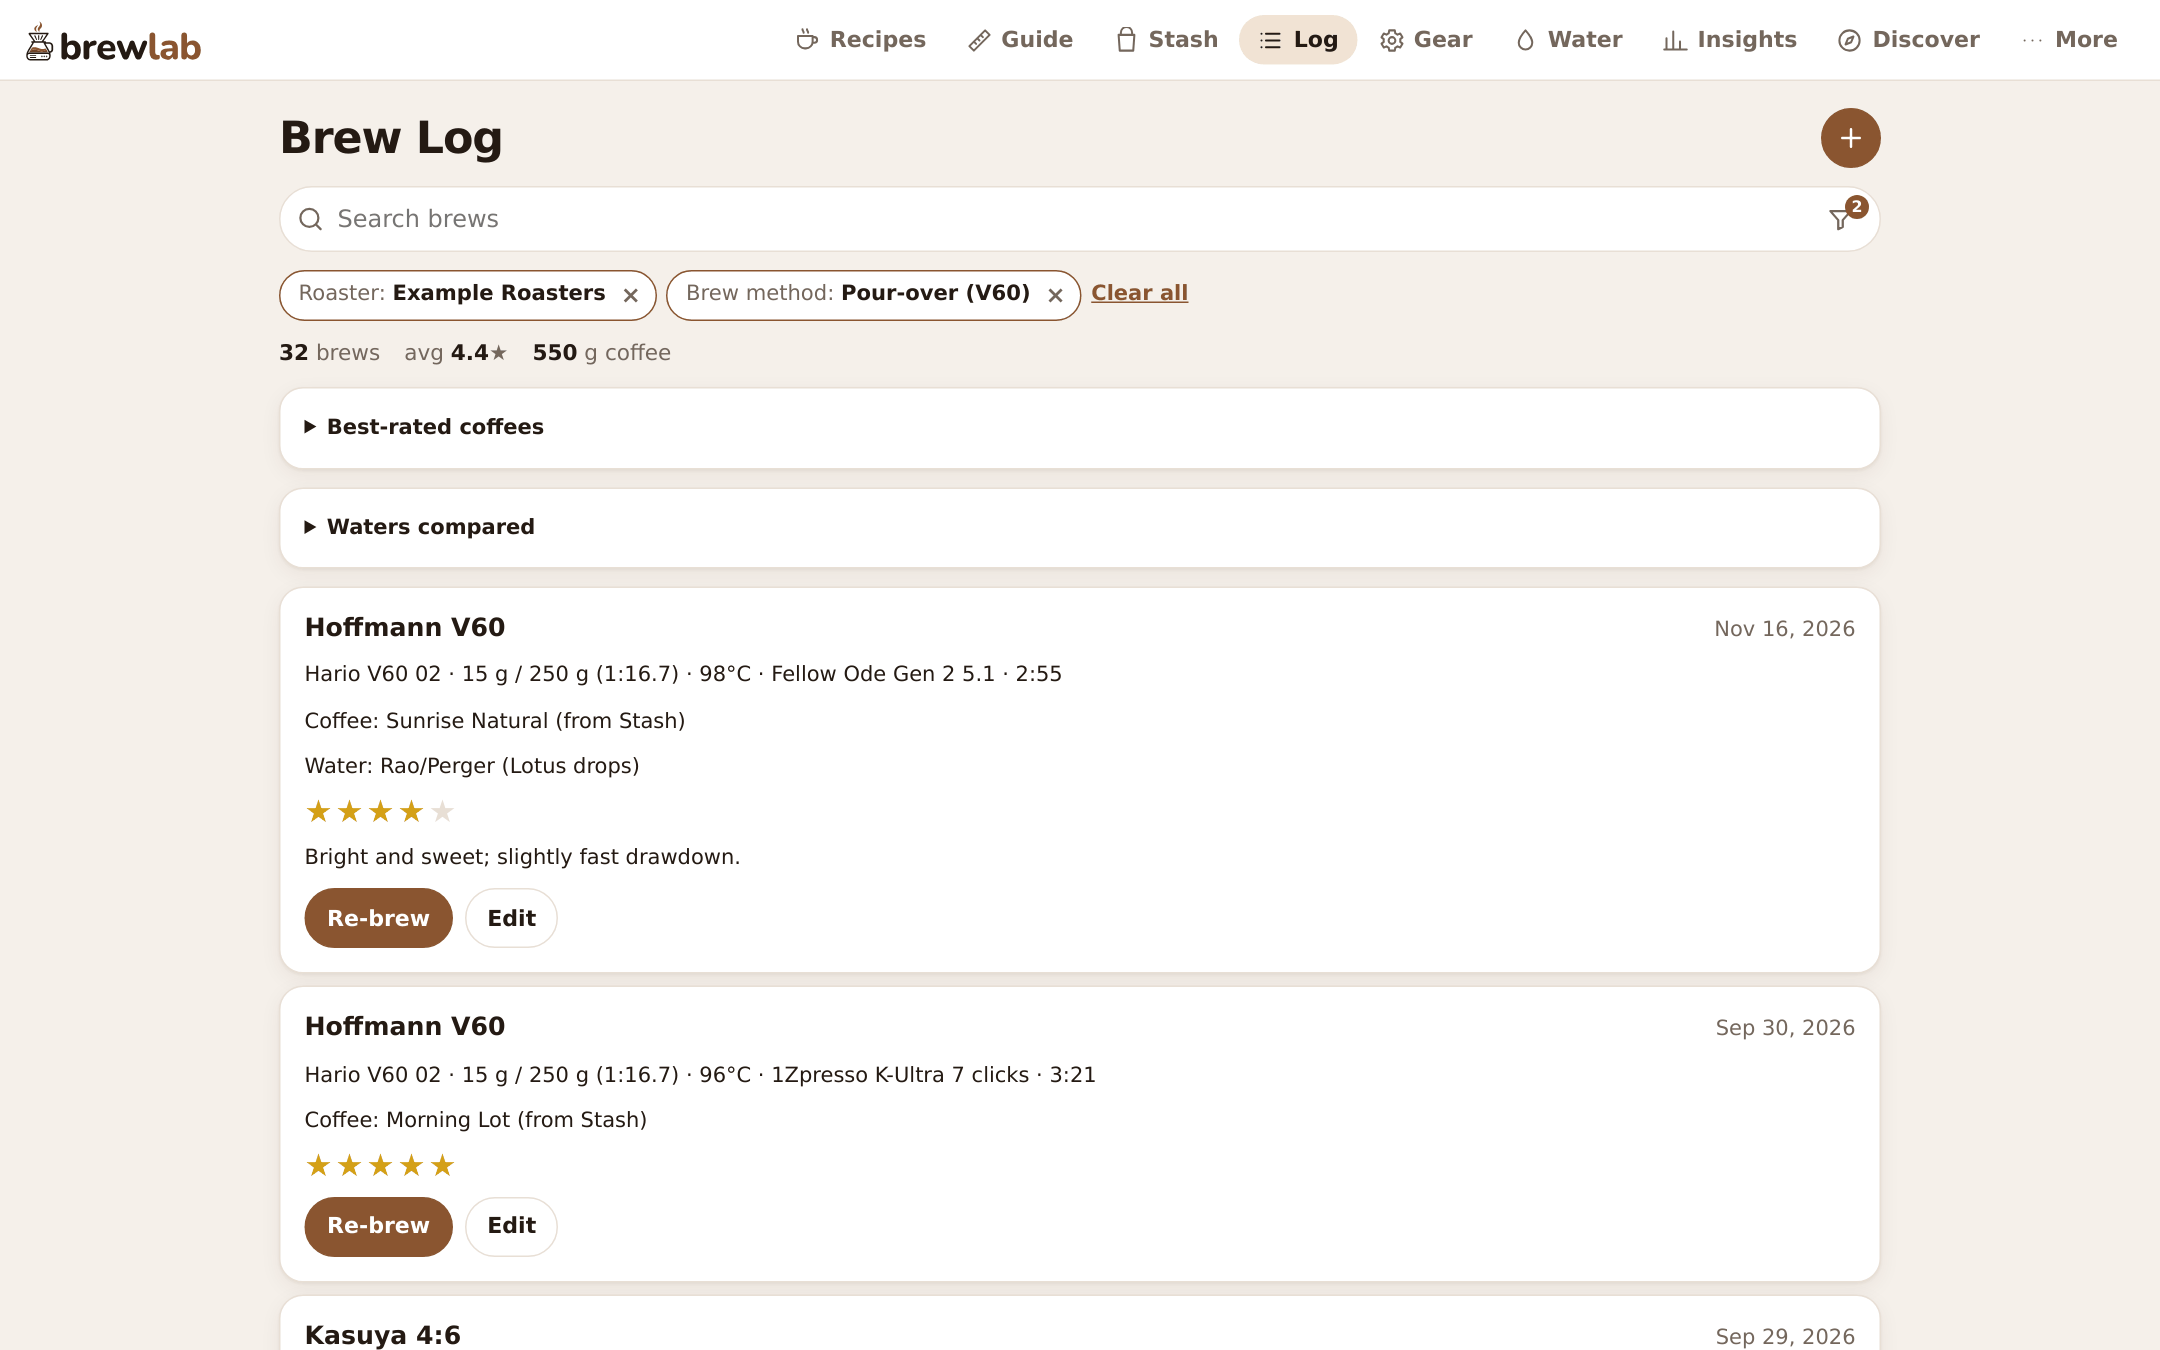 brewlab Recipes Guide Stash Log Gear Water Insights Discover More
Brew Log
Search brews 2
Roaster: Example Roasters × Brew method: Pour-over (V60) × Clear all
32 brews avg 4.4★ 550 g coffee
Best-rated coffees
Waters compared
Hoffmann V60 Nov 16, 2026
Hario V60 02 · 15 g / 250 g (1:16.7) · 98°C · Fellow Ode Gen 2 5.1 · 2:55
Coffee: Sunrise Natural (from Stash)
Water: Rao/Perger (Lotus drops)
★★★★★
Bright and sweet; slightly fast drawdown.
Re-brew Edit
Hoffmann V60 Sep 30, 2026
Hario V60 02 · 15 g / 250 g (1:16.7) · 96°C · 1Zpresso K-Ultra 7 clicks · 3:21
Coffee: Morning Lot (from Stash)
★★★★★
Re-brew Edit
Kasuya 4:6 Sep 29, 2026